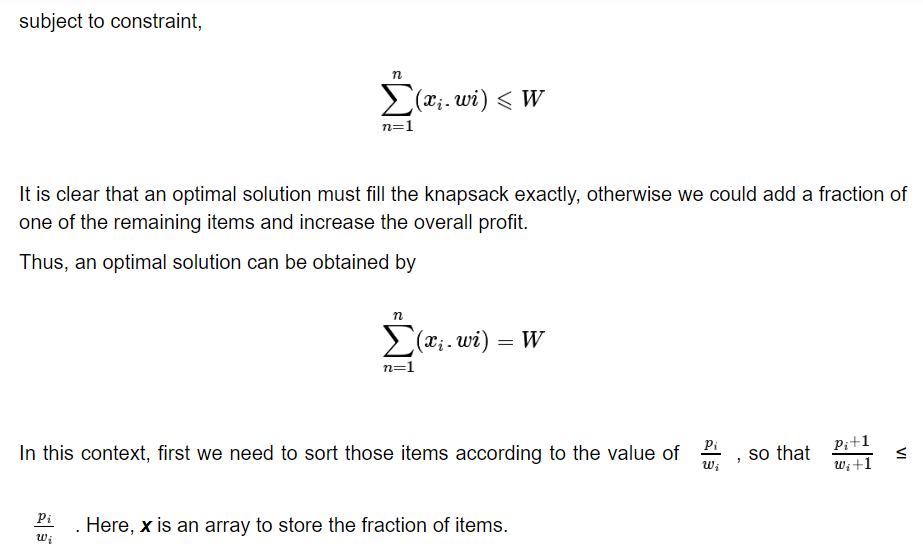 subject to constraint,
$$\sum_{n=1}^{n} (x_i . wi) \leqslant W$$
It is clear that an optimal solution must fill the knapsack exactly, otherwise we could add a fraction of
one of the remaining items and increase the overall profit.
Thus, an optimal solution can be obtained by
$$\sum_{n=1}^{n} (x_i . wi) = W$$
In this context, first we need to sort those items according to the value of $\frac{p_i}{w_i}$ , so that $\frac{p_i+1}{w_i+1}$ ≤
$\frac{p_i}{w_i}$ . Here, x is an array to store the fraction of items.